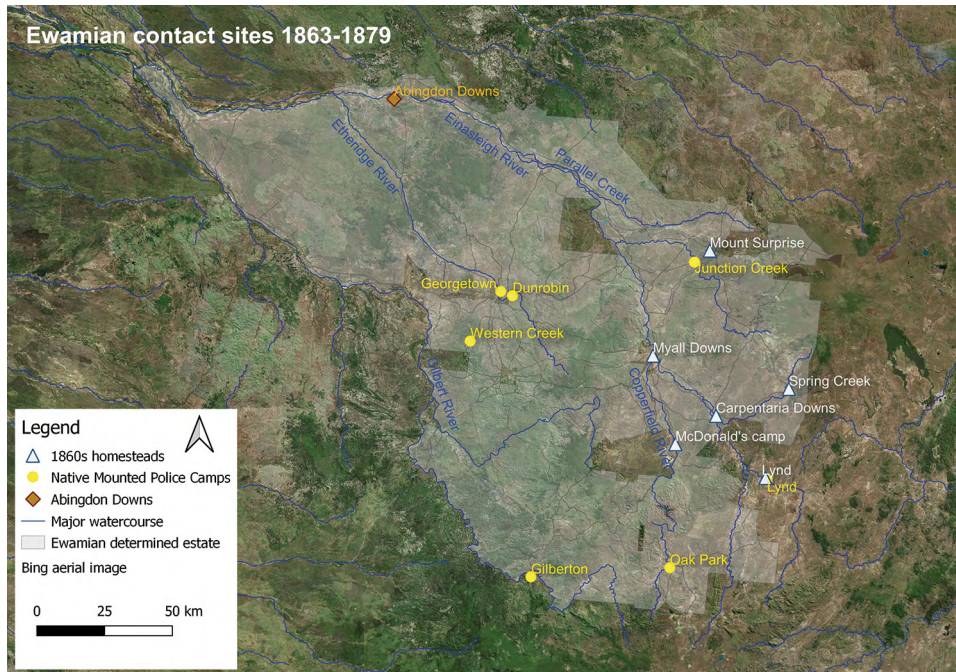 Ewamian contact sites 1863-1879
Abingdon Downs
Etheridge River
Einasleigh River
Parallel Creek
Mount Surprise
Junction Creek
Georgetown
Dunrobin
Western Creek
Gilbert River
Myall Downs
Copperfield River
Spring Creek
Carpentaria Downs
McDonald's camp
Lynd
Lynd
Oak Park
Gilberton
Legend
1860s homesteads
Native Mounted Police Camps
Abingdon Downs
Major watercourse
Ewamian determined estate
Bing aerial image
0 25 50 km